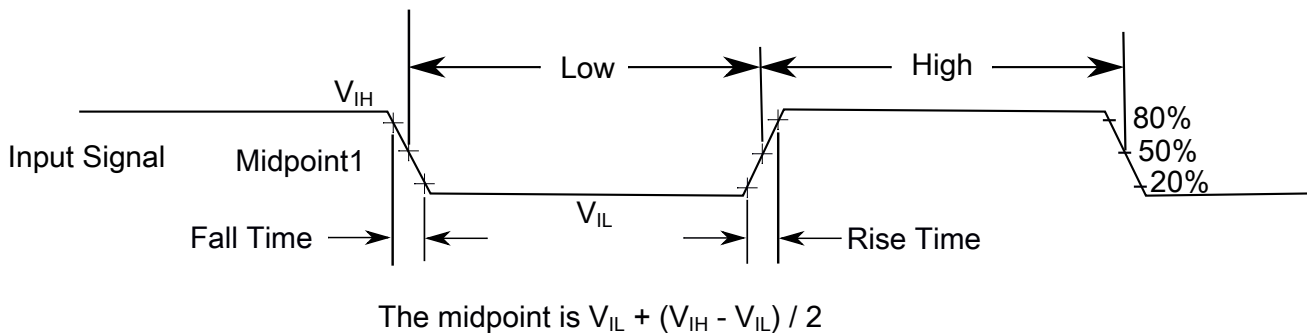 Low
High
V_IH
80%
Input Signal
Midpoint1
50%
20%
V_IL
Fall Time
Rise Time
The midpoint is V_IL + (V_IH - V_IL) / 2